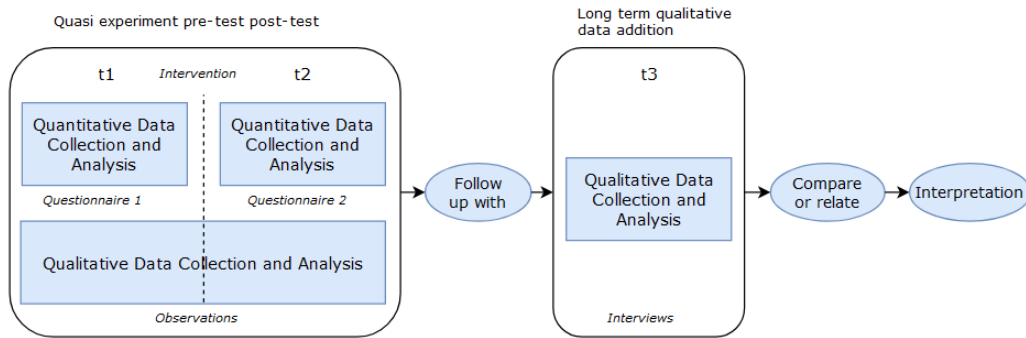 Quasi experiment pre-test post-test
t1
Intervention
t2
Quantitative Data
Collection and
Analysis
Quantitative Data
Collection and
Analysis
Questionnaire 1
Questionnaire 2
Qualitative Data Collection and Analysis
Observations
Follow
up with
Long term qualitative
data addition
t3
Qualitative Data
Collection and
Analysis
Interviews
Compare
or relate
Interpretation